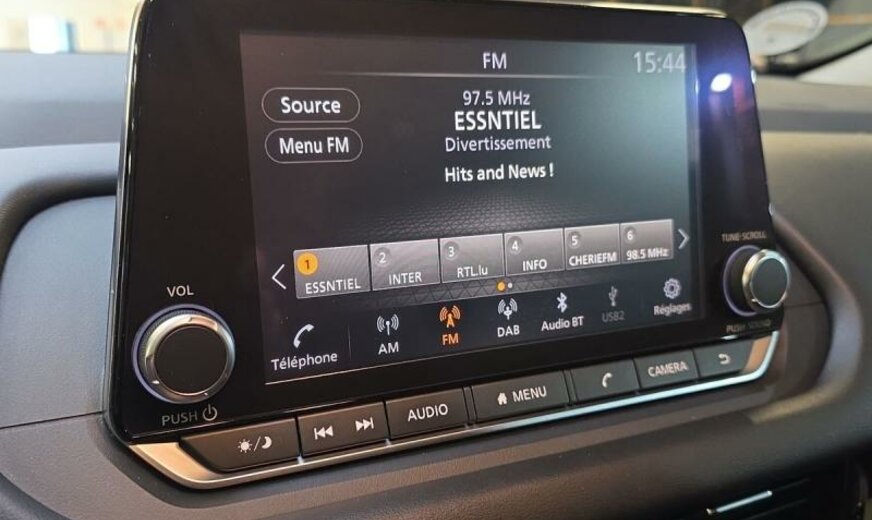 FM
15:44
Source
97.5 MHz
ESSNTIEL
Menu FM
Divertissement
Hits and News !
1
ESSNTIEL
2
INTER
3
RTL.lu
4
INFO
5
CHERIEFM
6
98.5 MHz
Téléphone
AM
FM
DAB
Audio BT
USB2
Réglages
VOL
PUSH
TUNE·SCROLL
PUSH SOUND
AUDIO
MENU
CAMERA